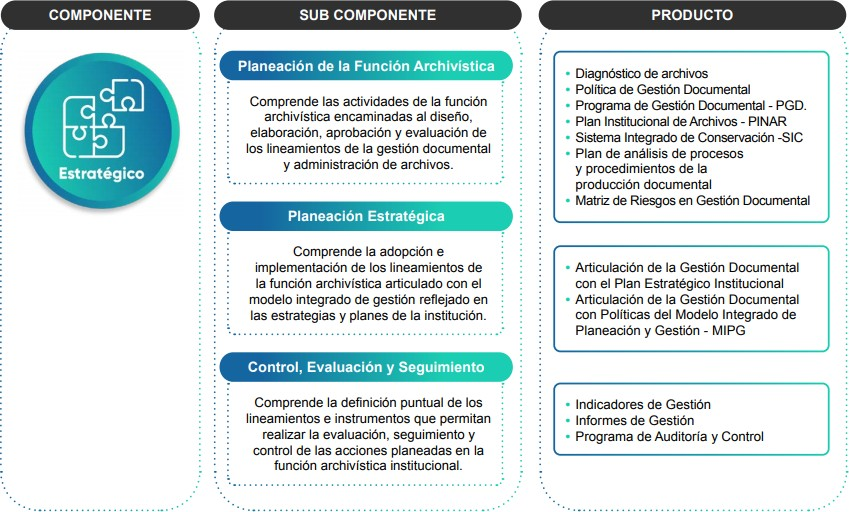 COMPONENTE
SUB COMPONENTE
PRODUCTO
Estratégico
Planeación de la Función Archivística
Comprende las actividades de la función
archivística encaminadas al diseño,
elaboración, aprobación y evaluación de
los lineamientos de la gestión documental
y administración de archivos.
• Diagnóstico de archivos
• Política de Gestión Documental
• Programa de Gestión Documental - PGD.
• Plan Institucional de Archivos - PINAR
• Sistema Integrado de Conservación -SIC
• Plan de análisis de procesos
y procedimientos de la
producción documental
• Matriz de Riesgos en Gestión Documental
Planeación Estratégica
Comprende la adopción e
implementación de los lineamientos de
la función archivística articulado con el
modelo integrado de gestión reflejado en
las estrategias y planes de la institución.
• Articulación de la Gestión Documental
con el Plan Estratégico Institucional
• Articulación de la Gestión Documental
con Políticas del Modelo Integrado de
Planeación y Gestión - MIPG
Control, Evaluación y Seguimiento
Comprende la definición puntual de los
lineamientos e instrumentos que permitan
realizar la evaluación, seguimiento y
control de las acciones planeadas en la
función archivística institucional.
• Indicadores de Gestión
• Informes de Gestión
• Programa de Auditoría y Control